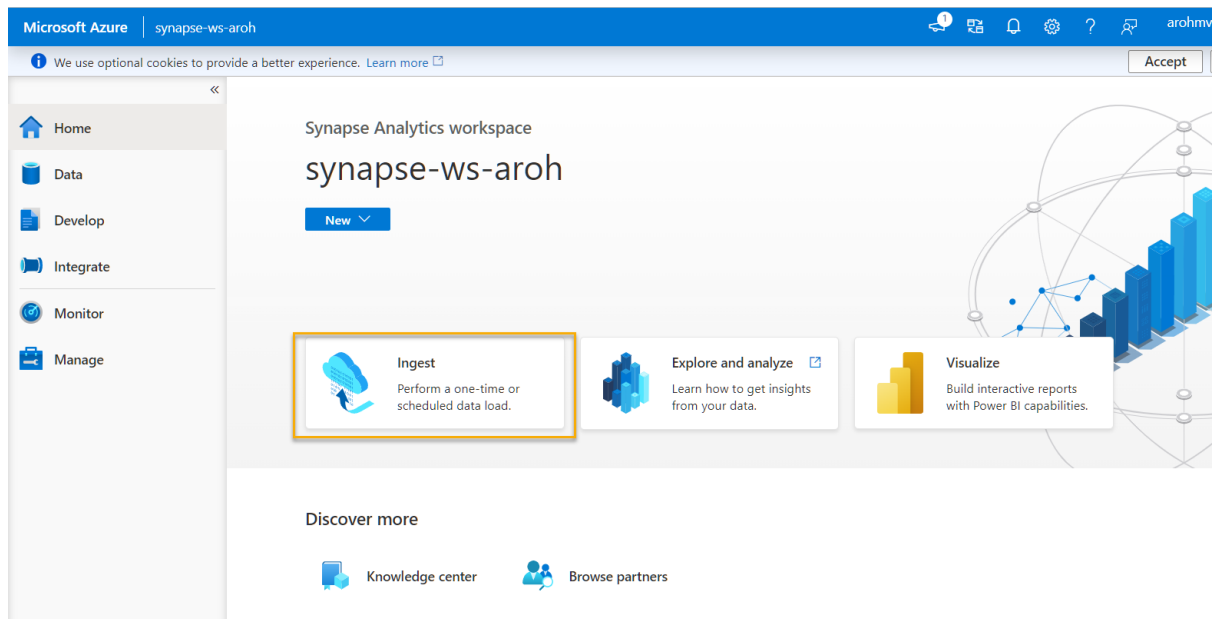 Microsoft Azure synapse-ws-aroh 1 arohmv
We use optional cookies to provide a better experience. Learn more Accept
«
Home
Data
Develop
Integrate
Monitor
Manage
Synapse Analytics workspace
synapse-ws-aroh
New
Ingest
Perform a one-time or
scheduled data load.
Explore and analyze
Learn how to get insights
from your data.
Visualize
Build interactive reports
with Power BI capabilities.
Discover more
Knowledge center
Browse partners